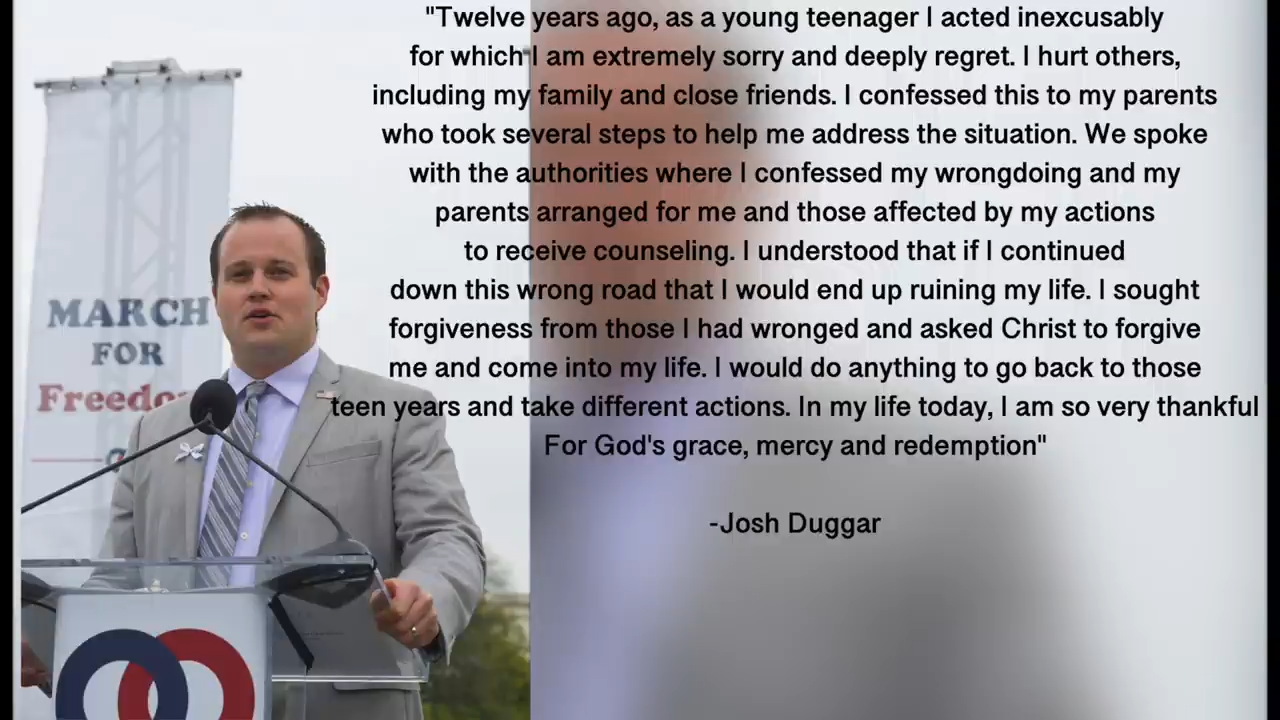 "Twelve years ago, as a young teenager I acted inexcusably
for which I am extremely sorry and deeply regret. I hurt others,
including my family and close friends. I confessed this to my parents
who took several steps to help me address the situation. We spoke
with the authorities where I confessed my wrongdoing and my
parents arranged for me and those affected by my actions
to receive counseling. I understood that if I continued
down this wrong road that I would end up ruining my life. I sought
forgiveness from those I had wronged and asked Christ to forgive
me and come into my life. I would do anything to go back to those
teen years and take different actions. In my life today, I am so very thankful
For God's grace, mercy and redemption"
-Josh Duggar
MARCH
FOR
Freedo